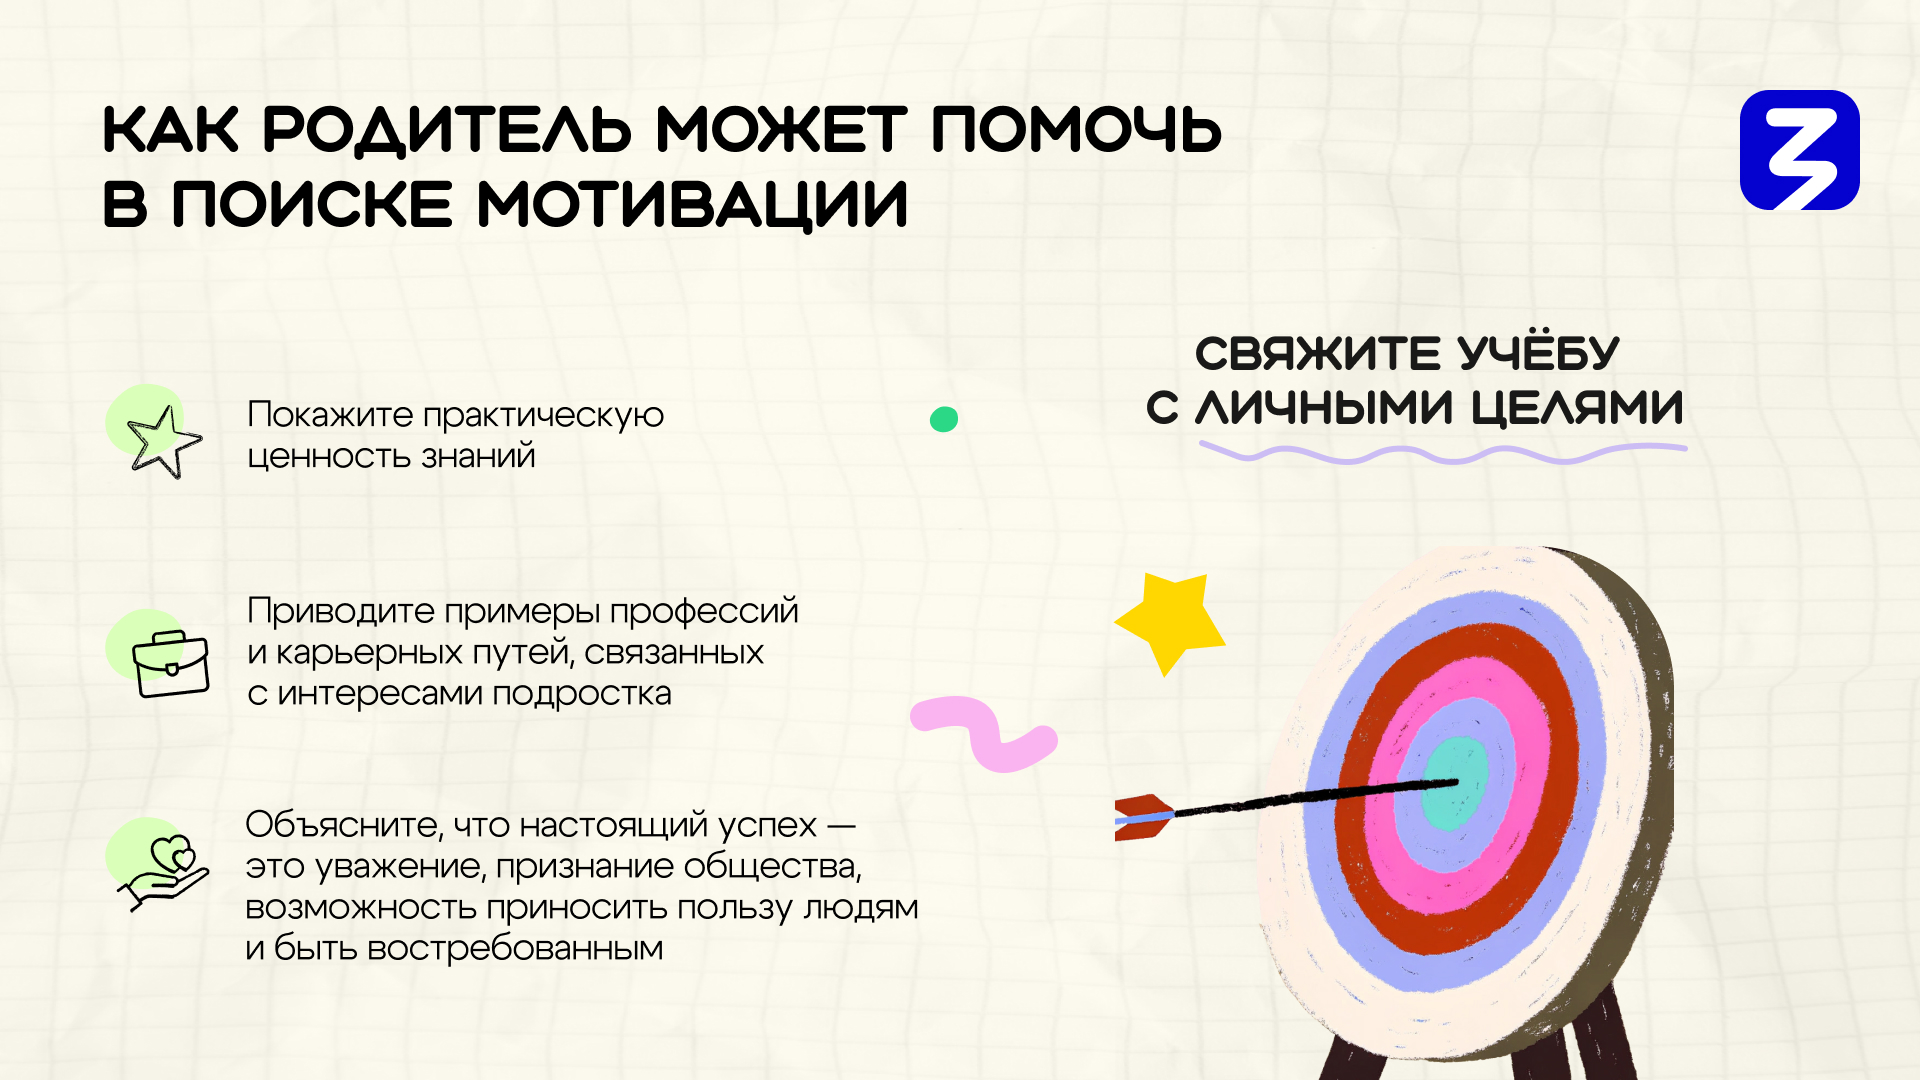 КАК РОДИТЕЛЬ МОЖЕТ ПОМОЧЬ
В ПОИСКЕ МОТИВАЦИИ
СВЯЖИТЕ УЧЁБУ
С ЛИЧНЫМИ ЦЕЛЯМИ
Покажите практическую
ценность знаний
Приводите примеры профессий
и карьерных путей, связанных
с интересами подростка
Объясните, что настоящий успех —
это уважение, признание общества,
возможность приносить пользу людям
и быть востребованным